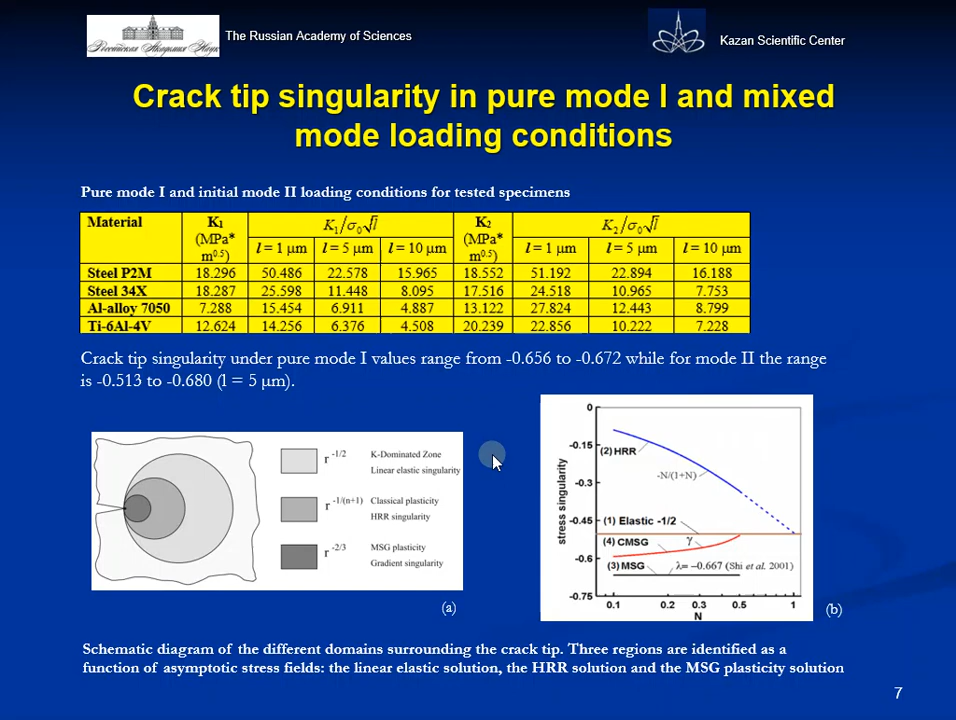 Российская Академия Наук
The Russian Academy of Sciences
Kazan Scientific Center
Crack tip singularity in pure mode I and mixed
mode loading conditions
Pure mode I and initial mode II loading conditions for tested specimens
Material K₁ (MPa* m^0.5) K₁/σ₀√l K₂ (MPa* m^0.5) K₂/σ₀√l
l = 1 μm l = 5 μm l = 10 μm l = 1 μm l = 5 μm l = 10 μm
Steel P2M 18.296 50.486 22.578 15.965 18.552 51.192 22.894 16.188
Steel 34X 18.287 25.598 11.448 8.095 17.516 24.518 10.965 7.753
Al-alloy 7050 7.288 15.454 6.911 4.887 13.122 27.824 12.443 8.799
Ti-6Al-4V 12.624 14.256 6.376 4.508 20.239 22.856 10.222 7.228
Crack tip singularity under pure mode I values range from -0.656 to -0.672 while for mode II the range
is -0.513 to -0.680 (l = 5 μm).
r^-1/2 K-Dominated Zone
Linear elastic singularity
r^-1/(n+1) Classical plasticity
HRR singularity
r^-2/3 MSG plasticity
Gradient singularity
(a)
stress singularity
0
-0.15
-0.3
-0.45
-0.6
-0.75
(2) HRR
-N/(1+N)
(1) Elastic -1/2
(4) CMSG γ
(3) MSG λ= −0.667 (Shi et al. 2001)
0.1 0.2 0.3 0.5 1
N
(b)
Schematic diagram of the different domains surrounding the crack tip. Three regions are identified as a
function of asymptotic stress fields: the linear elastic solution, the HRR solution and the MSG plasticity solution
7